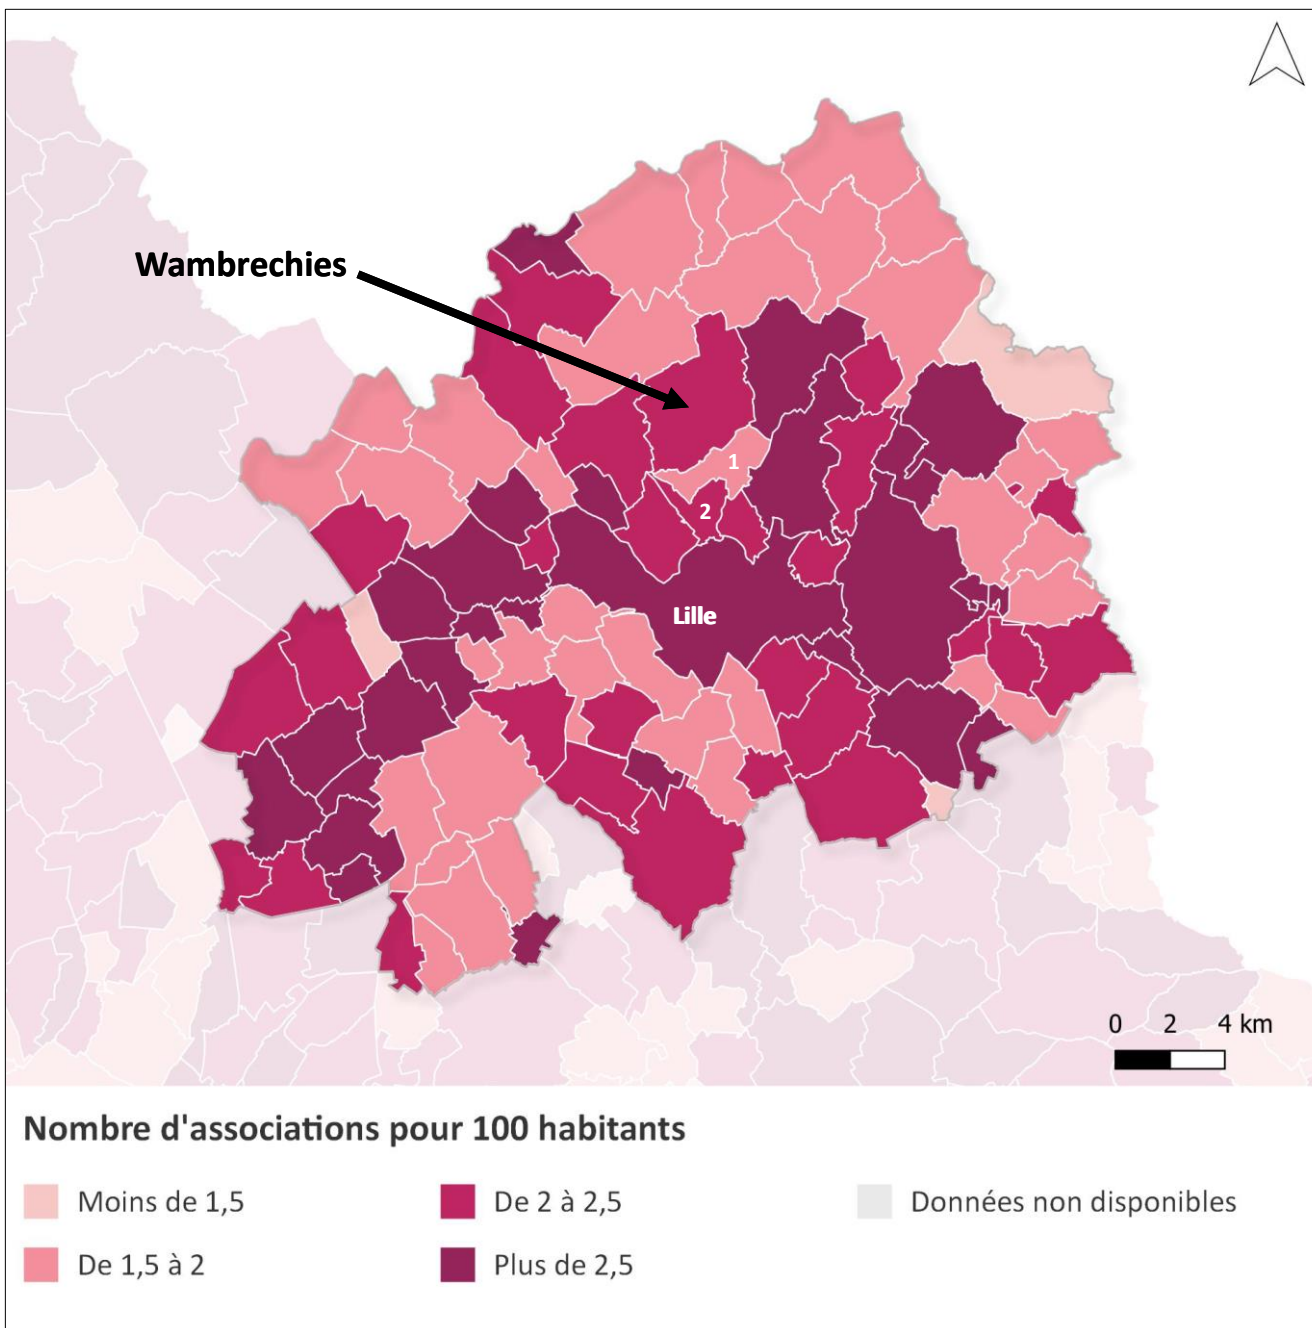 Wambrechies
1
2
Lille
0 2 4 km
Nombre d'associations pour 100 habitants
Moins de 1,5
De 2 à 2,5
Données non disponibles
De 1,5 à 2
Plus de 2,5